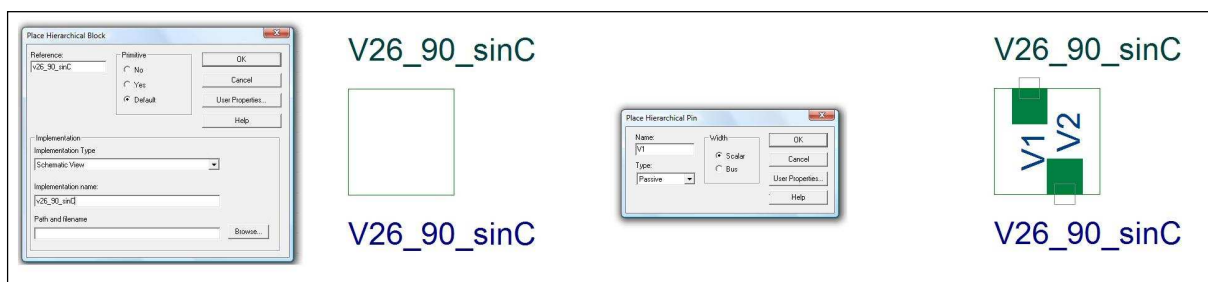 Place Hierarchical Block
Reference:
v26_90_sinC
Primitive
No
Yes
Default
OK
Cancel
User Properties...
Help
Implementation
Implementation Type
Schematic View
Implementation name:
v26_90_sinC
Path and filename
Browse...
V26_90_sinC
V26_90_sinC
Place Hierarchical Pin
Name:
V1
Type:
Passive
Width
Scalar
Bus
OK
Cancel
User Properties...
Help
V26_90_sinC
V1
V2
V26_90_sinC